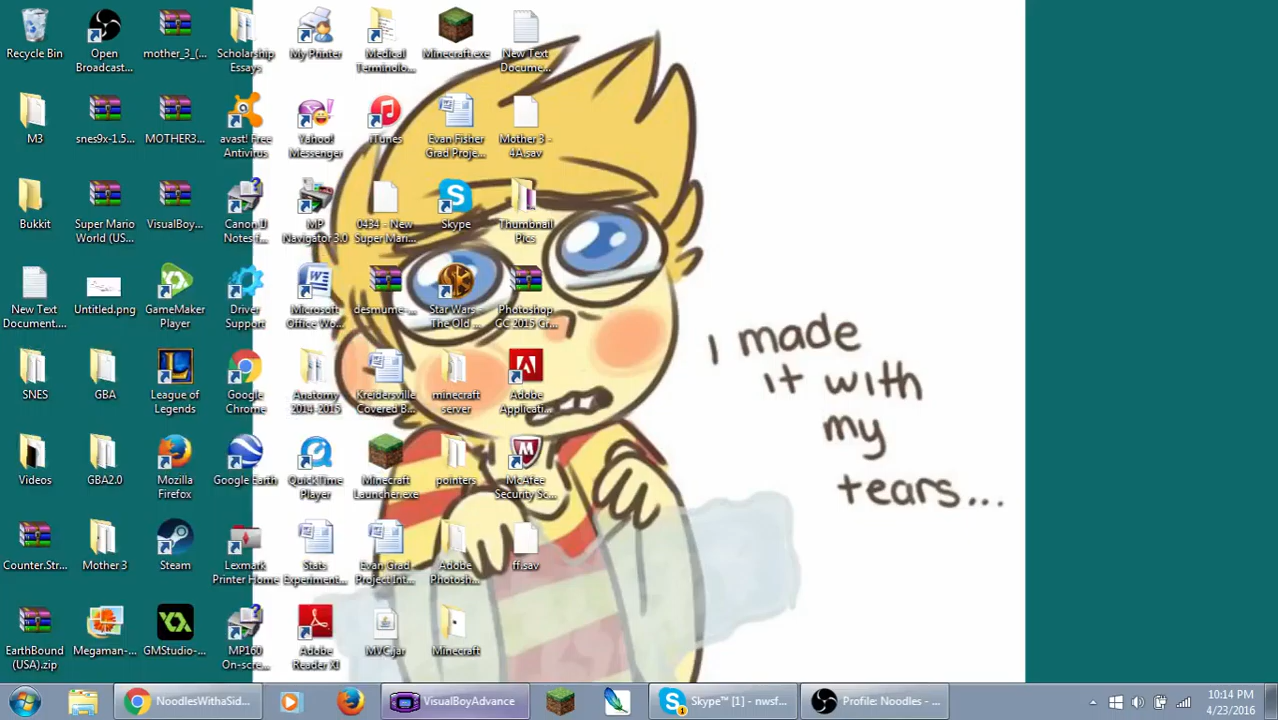 Recycle Bin
Open
Broadcast...
mother_3_(...
Scholarship
Essays
My Printer
Medical
Terminolo...
Minecraft.exe
New Text
Docume...
M3
snes9x-1.5...
MOTHER3...
avast! Free
Antivirus
Yahoo!
Messenger
iTunes
Evan Fisher
Grad Proje...
Mother 3 -
4A.sav
Bukkit
Super Mario
World (US...
VisualBoy...
Canon IJ
Notes f...
MP
Navigator 3.0
0434 - New
Super Mari...
Skype
Thumbnail
Pics
New Text
Document....
Untitled.png
GameMaker
Player
Driver
Support
Microsoft
Office Wo...
desmume-...
Star Wars -
The Old ...
Photoshop
CC 2015 Cr...
SNES
GBA
League of
Legends
Google
Chrome
Anatomy
2014-2015
Kreidersville
Covered B...
minecraft
server
Adobe
Applicati...
Videos
GBA2.0
Mozilla
Firefox
Google Earth
QuickTime
Player
Minecraft
Launcher.exe
pointers
McAfee
Security Sc...
Counter.Str...
Mother 3
Steam
Lexmark
Printer Home
Stats
Experiment...
Evan Grad
Project Int...
Adobe
Photosh...
ff.sav
EarthBound
(USA).zip
Megaman-...
GMStudio-...
MP160
On-scre...
Adobe
Reader XI
MVC.jar
Minecraft
I made
it with
my
tears...
NoodlesWithaSid...
VisualBoyAdvance
Skype™ [1] - nwsf...
Profile: Noodles - ...
10:14 PM
4/23/2016